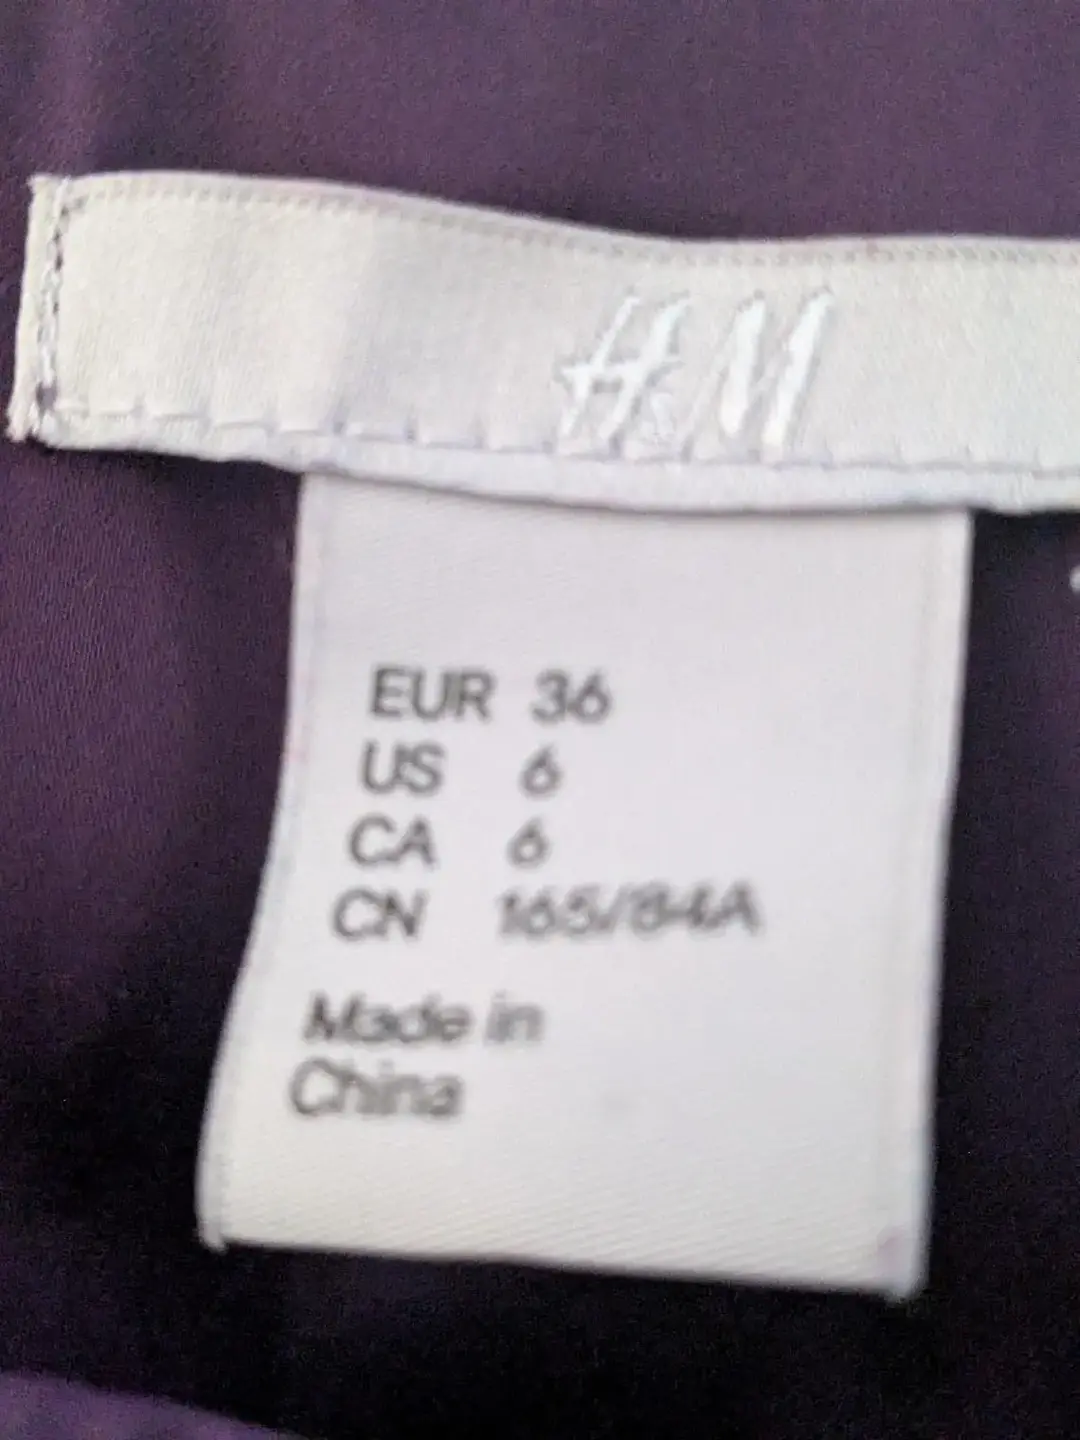 H&M
EUR 36
US 6
CA 6
CN 165/84A
Made in
China